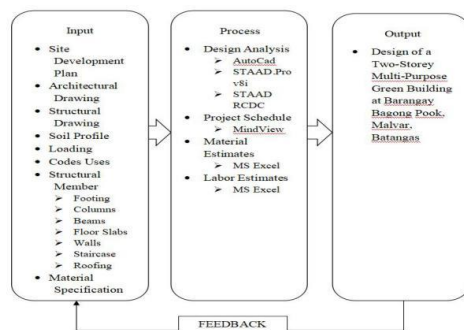 Input
• Site
Development
Plan
• Architectural
Drawing
• Structural
Drawing
• Soil Profile
• Loading
• Codes Uses
• Structural
Member
➢ Footing
➢ Columns
➢ Beams
➢ Floor Slabs
➢ Walls
➢ Staircase
➢ Roofing
• Material
Specification
Process
• Design Analysis
➢ AutoCad
➢ STAAD.Pro
v8i
➢ STAAD
RCDC
• Project Schedule
➢ MindView
• Material
Estimates
➢ MS Excel
• Labor Estimates
➢ MS Excel
Output
• Design of a
Two-Storey
Multi-Purpose
Green Building
at Barangay
Bagong Pook,
Malvar,
Batangas
FEEDBACK